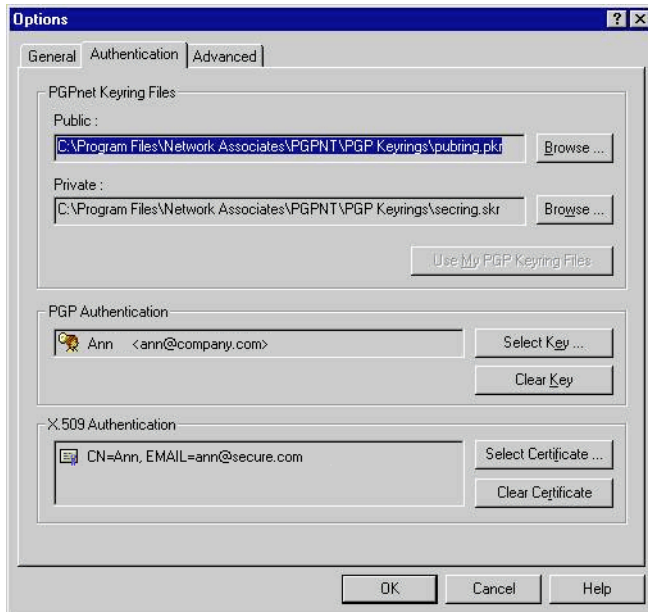 Options
General Authentication Advanced
PGPnet Keyring Files
Public :
C:\Program Files\Network Associates\PGPNT\PGP Keyrings\pubring.pkr Browse ...
Private :
C:\Program Files\Network Associates\PGPNT\PGP Keyrings\secring.skr Browse ...
Use My PGP Keyring Files
PGP Authentication
Ann <ann@company.com> Select Key ...
Clear Key
X.509 Authentication
CN=Ann, EMAIL=ann@secure.com Select Certificate ...
Clear Certificate
OK Cancel Help